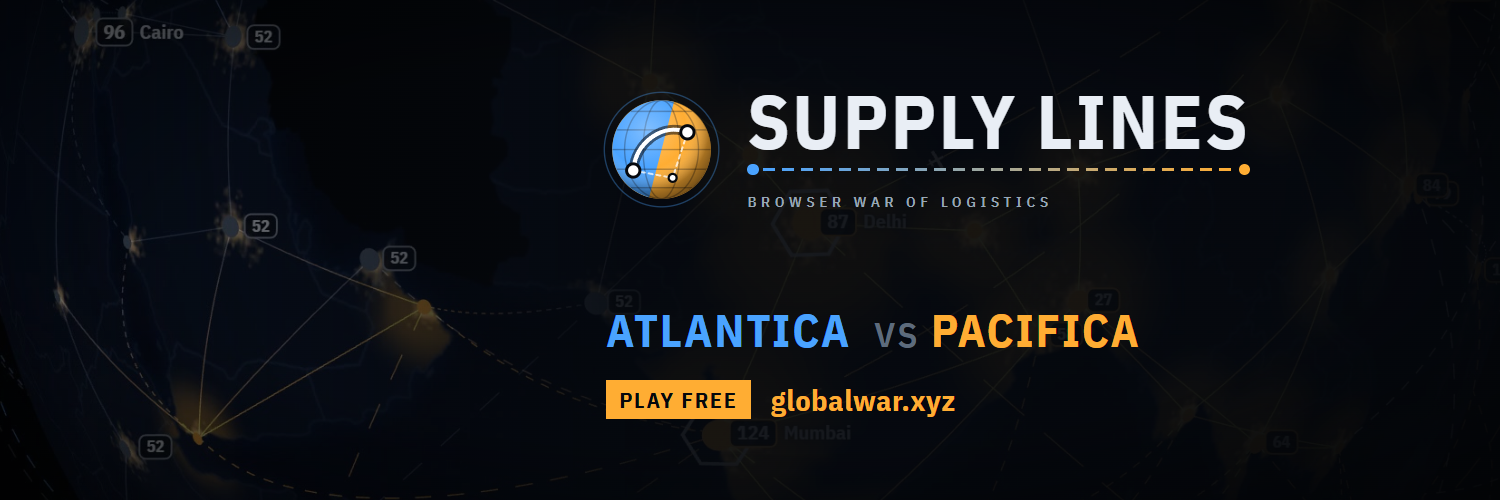 96 Cairo
52
SUPPLY LINES
BROWSER WAR OF LOGISTICS
84
87 Delhi
52
52
52
27
ATLANTICA VS PACIFICA
PLAY FREE globalwar.xyz
124 Mumbai
52
64